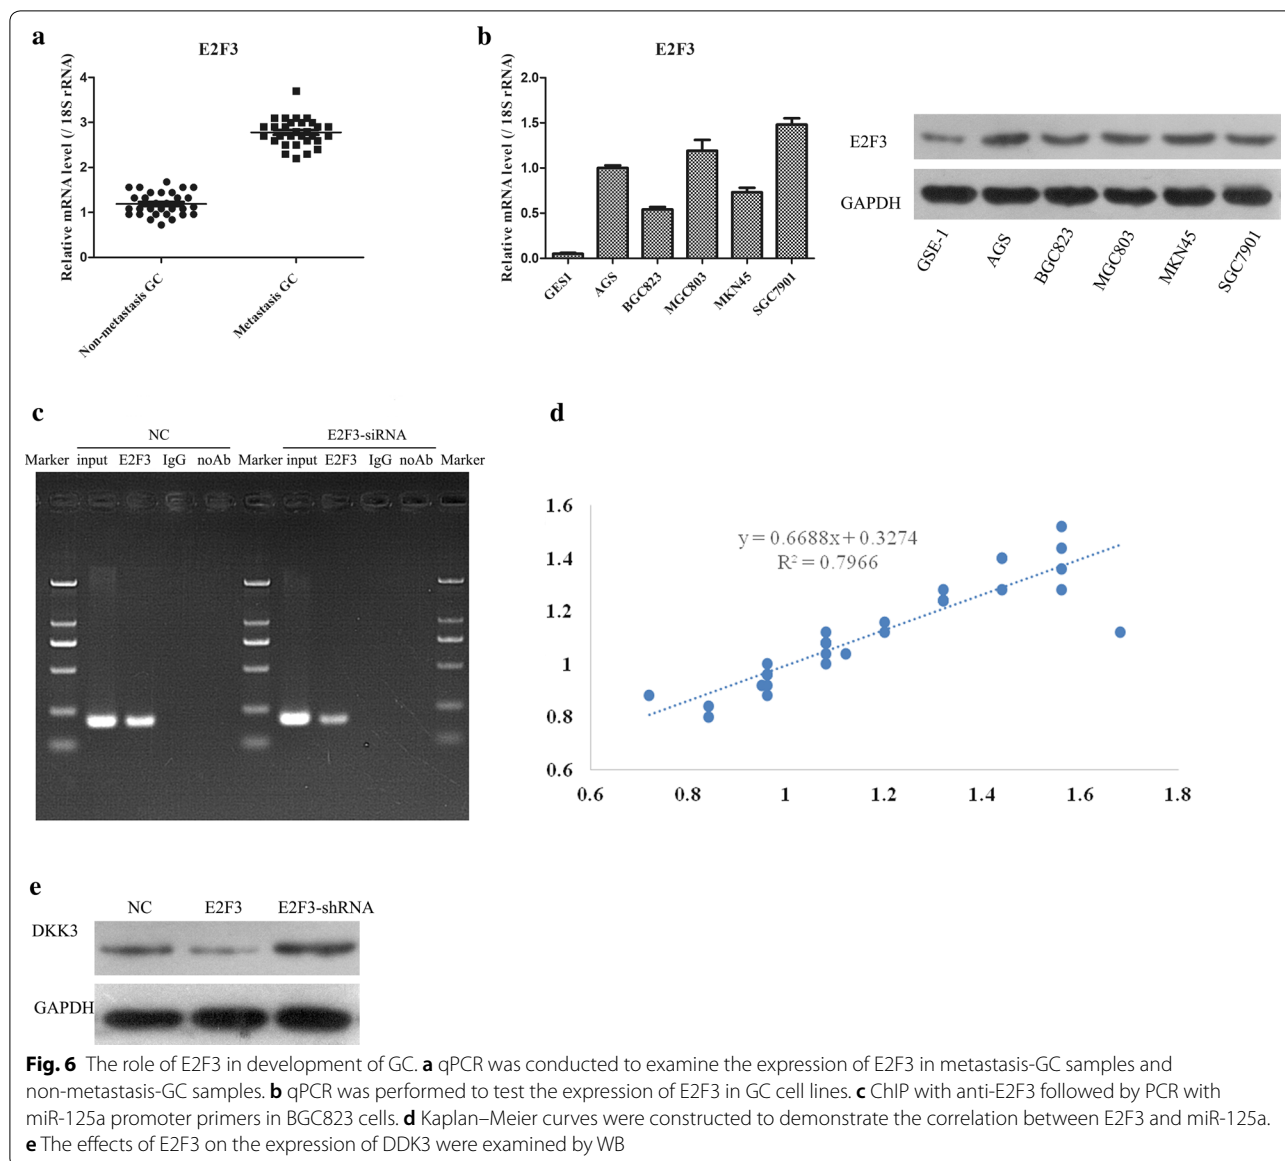 a
E2F3
Relative mRNA level (/ 18S rRNA)
4
3
2
1
0
Non-metastasis GC
Metastasis GC
b
E2F3
Relative mRNA level (/ 18S rRNA)
2.0
1.5
1.0
0.5
0.0
GES1
AGS
BGC823
MGC803
MKN45
SGC7901
E2F3
GAPDH
GSE-1
AGS
BGC823
MGC803
MKN45
SGC7901
c
NC
E2F3-siRNA
Marker input E2F3 IgG noAb Marker input E2F3 IgG noAb Marker
d
1.6
1.4
1.2
1
0.8
0.6
y = 0.6688x + 0.3274
R² = 0.7966
0.6 0.8 1 1.2 1.4 1.6 1.8
e
NC E2F3 E2F3-shRNA
DKK3
GAPDH
Fig. 6 The role of E2F3 in development of GC. a qPCR was conducted to examine the expression of E2F3 in metastasis-GC samples and
non-metastasis-GC samples. b qPCR was performed to test the expression of E2F3 in GC cell lines. c ChIP with anti-E2F3 followed by PCR with
miR-125a promoter primers in BGC823 cells. d Kaplan–Meier curves were constructed to demonstrate the correlation between E2F3 and miR-125a.
e The effects of E2F3 on the expression of DDK3 were examined by WB